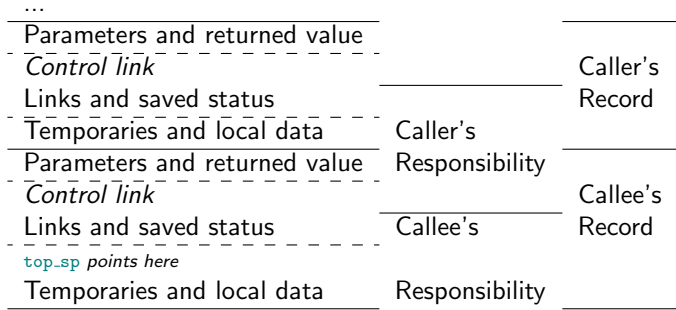 ...
Parameters and returned value
Control link Caller's
Links and saved status Record
Temporaries and local data Caller's
Parameters and returned value Responsibility
Control link Callee's
Links and saved status Callee's Record
top_sp points here
Temporaries and local data Responsibility